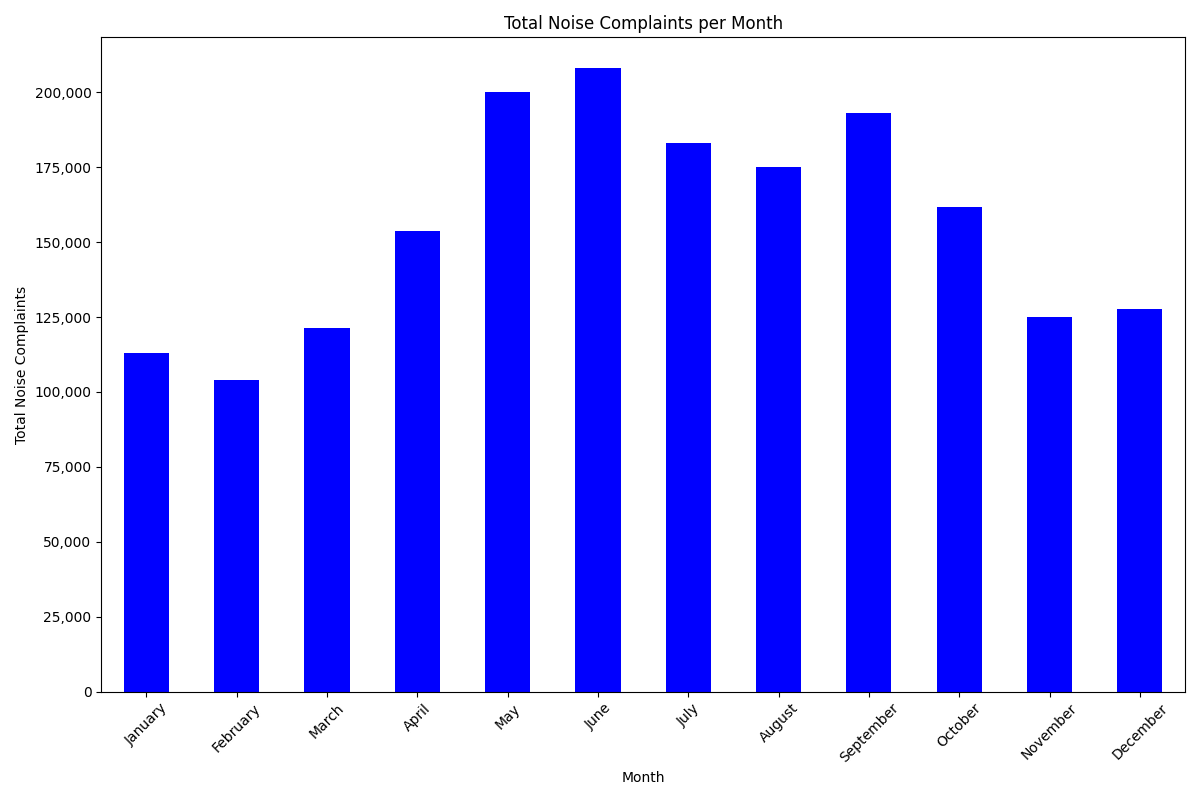 Total Noise Complaints per Month
Total Noise Complaints
200,000
175,000
150,000
125,000
100,000
75,000
50,000
25,000
0
January
February
March
April
May
June
July
August
September
October
November
December
Month